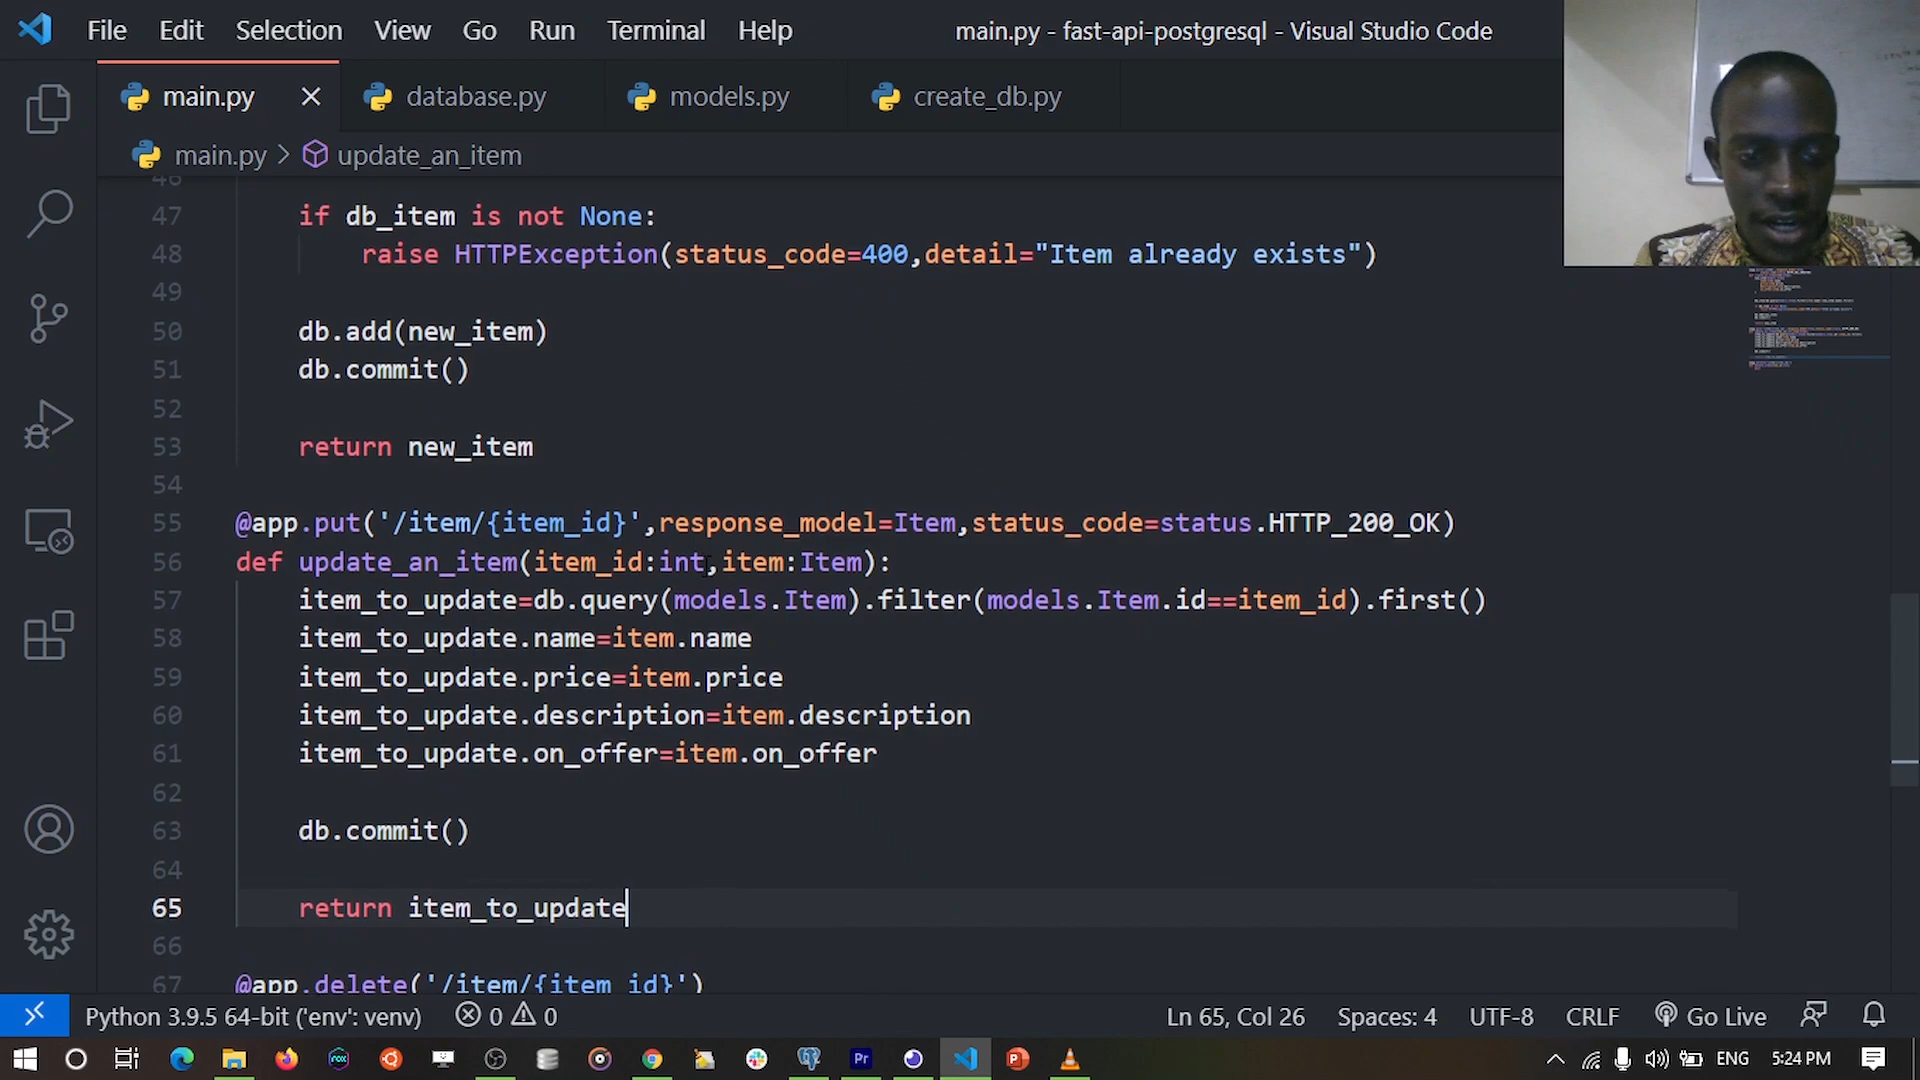 File Edit Selection View Go Run Terminal Help main.py - fast-api-postgresql - Visual Studio Code
main.py database.py models.py create_db.py
main.py > update_an_item
46
47 if db_item is not None:
48 raise HTTPException(status_code=400,detail="Item already exists")
49
50 db.add(new_item)
51 db.commit()
52
53 return new_item
54
55 @app.put('/item/{item_id}',response_model=Item,status_code=status.HTTP_200_OK)
56 def update_an_item(item_id:int,item:Item):
57 item_to_update=db.query(models.Item).filter(models.Item.id==item_id).first()
58 item_to_update.name=item.name
59 item_to_update.price=item.price
60 item_to_update.description=item.description
61 item_to_update.on_offer=item.on_offer
62
63 db.commit()
64
65 return item_to_update
66
67 @app.delete('/item/{item_id}')
Python 3.9.5 64-bit ('env': venv) 0 0 Ln 65, Col 26 Spaces: 4 UTF-8 CRLF Go Live
Pr ENG 5:24 PM